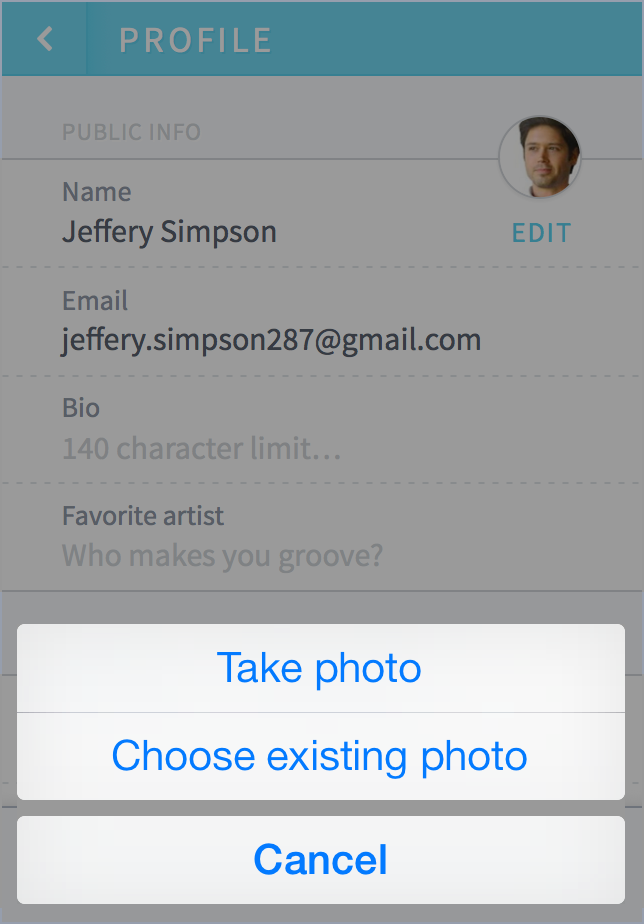 PROFILE
PUBLIC INFO
Name
Jeffery Simpson
EDIT
Email
jeffery.simpson287@gmail.com
Bio
140 character limit...
Favorite artist
Who makes you groove?
Take photo
Choose existing photo
Cancel